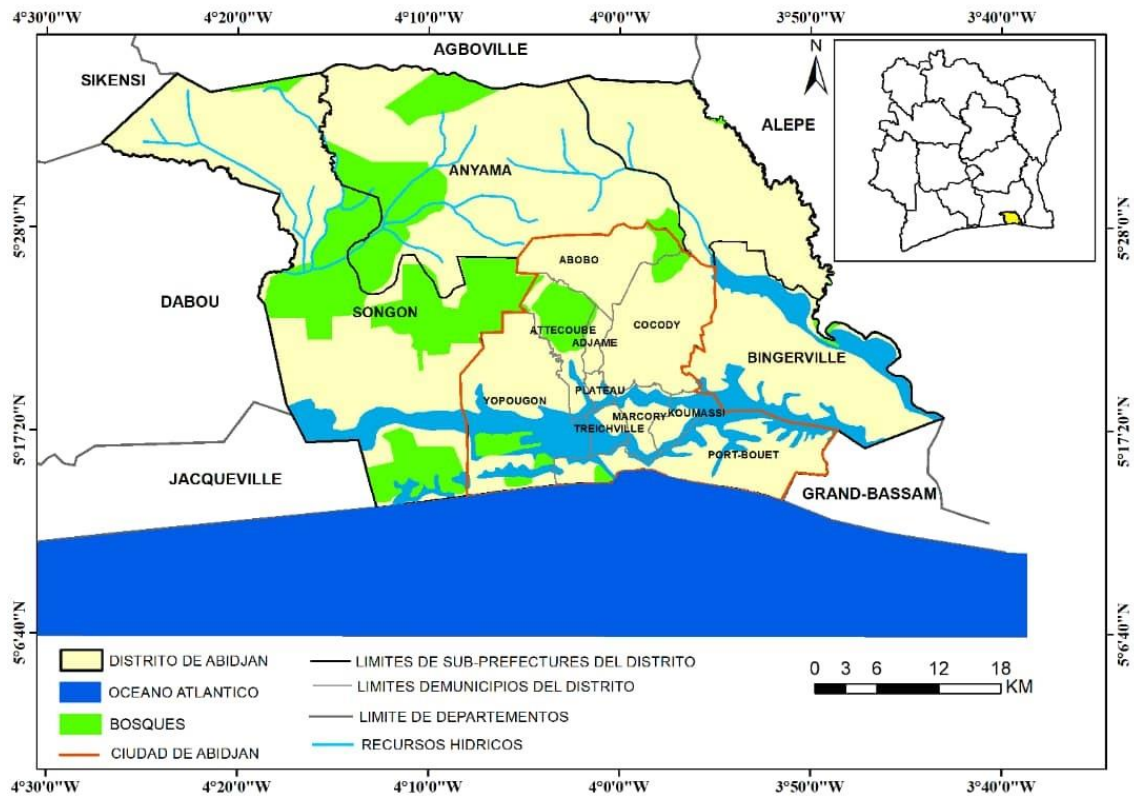 4°30'0"W 4°20'0"W 4°10'0"W 4°0'0"W 3°50'0"W 3°40'0"W
AGBOVILLE
N
SIKENSI
ALEPE
ANYAMA
5°28'0"N 5°28'0"N
ABOBO
DABOU
SONGON
ATTECOUBE
COCODY
ADJAME
BINGERVILLE
PLATEAU
YOPOUGON
MARCORY
KOUMASSI
TREICHVILLE
5°17'20"N 5°17'20"N
PORT-BOUET
JACQUEVILLE
GRAND-BASSAM
5°6'40"N 5°6'40"N
DISTRITO DE ABIDJAN
OCEANO ATLANTICO
BOSQUES
CIUDAD DE ABIDJAN
LIMITES DE SUB-PREFECTURES DEL DISTRITO
LIMITES DEMUNICIPIOS DEL DISTRITO
LIMITE DE DEPARTEMENTOS
RECURSOS HIDRICOS
0 3 6 12 18
KM
4°30'0"W 4°20'0"W 4°10'0"W 4°0'0"W 3°50'0"W 3°40'0"W